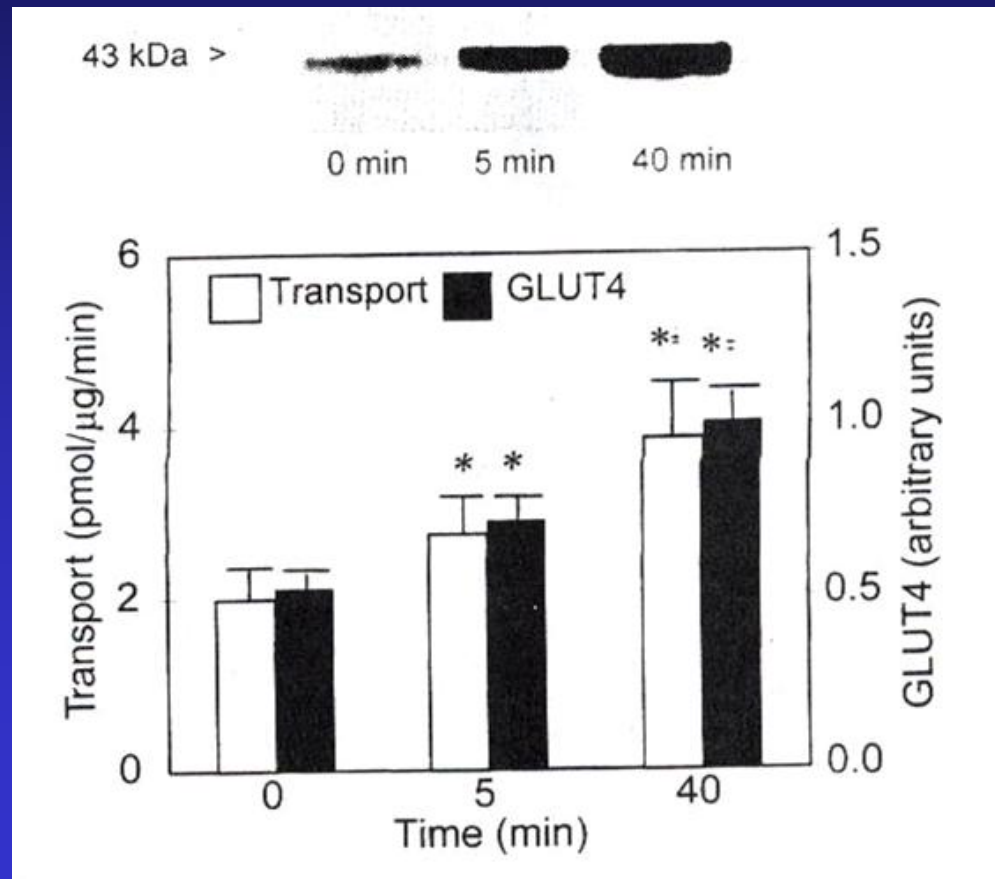 43 kDa >
0 min 5 min 40 min
6 1.5
Transport GLUT4
*‡ *‡
4 1.0
* *
2 0.5
0 0.0
0 5 40
Time (min)
Transport (pmol/µg/min)
GLUT4 (arbitrary units)